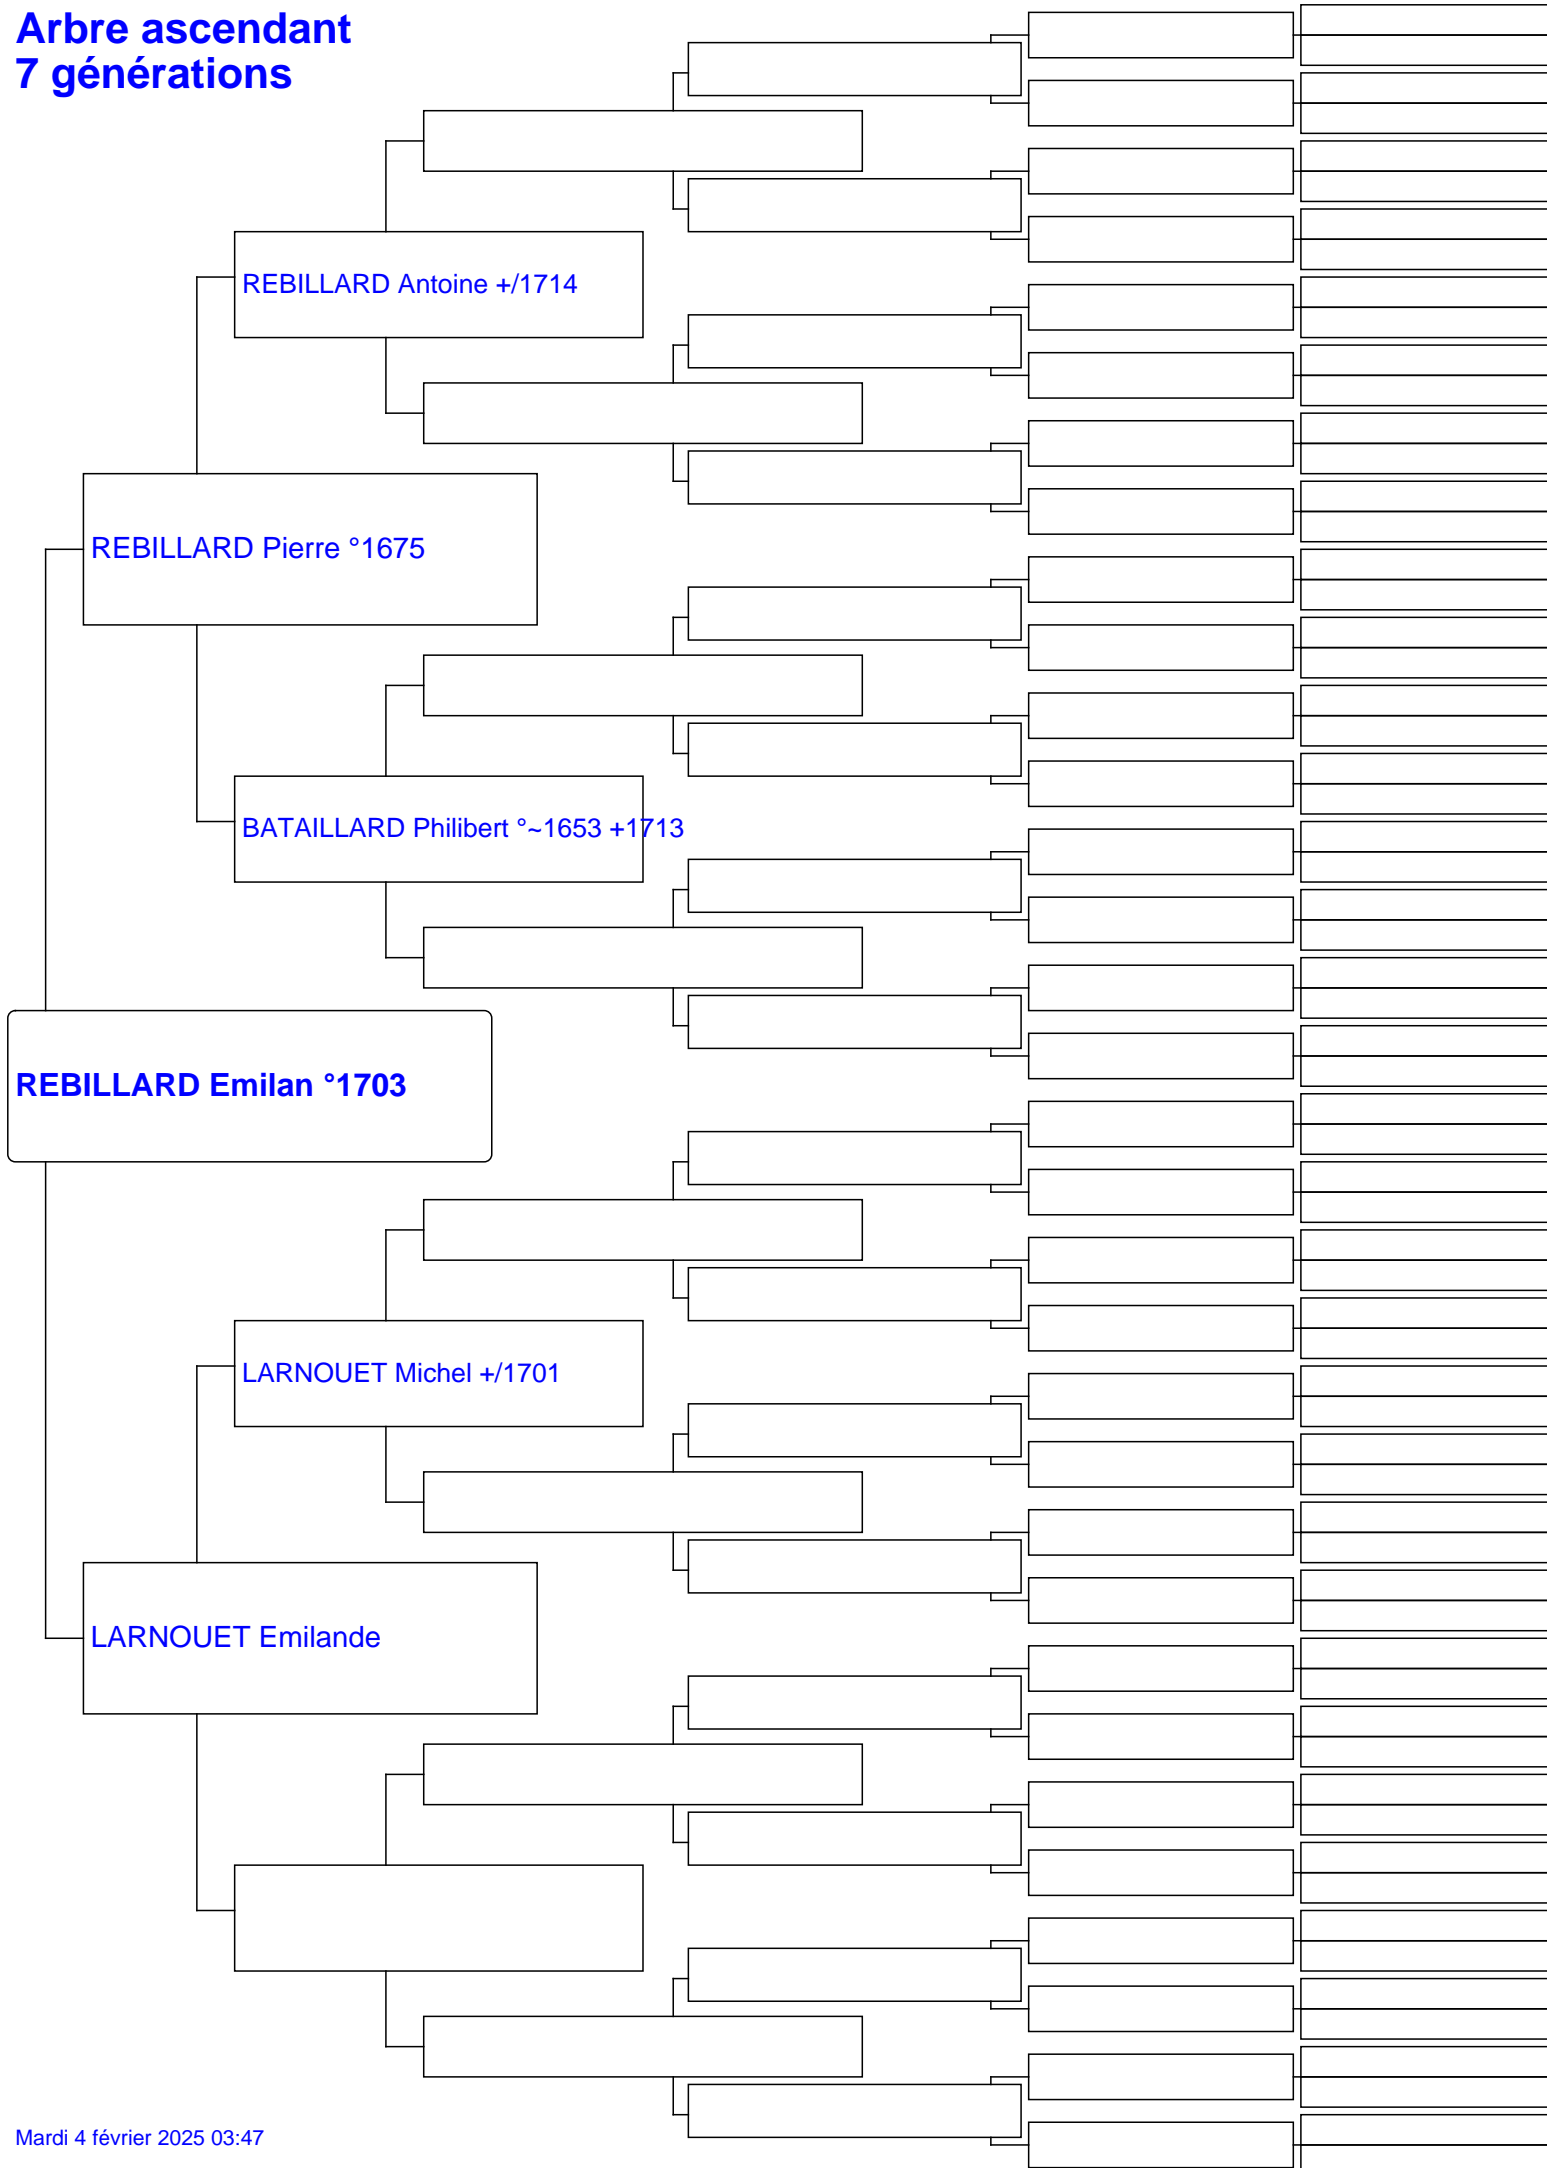 Arbre ascendant
7 générations
REBILLARD Antoine +/1714
REBILLARD Pierre °1675
BATAILLARD Philibert °~1653 +1713
REBILLARD Emilan °1703
LARNOUET Michel +/1701
LARNOUET Emilande
Mardi 4 février 2025 03:47